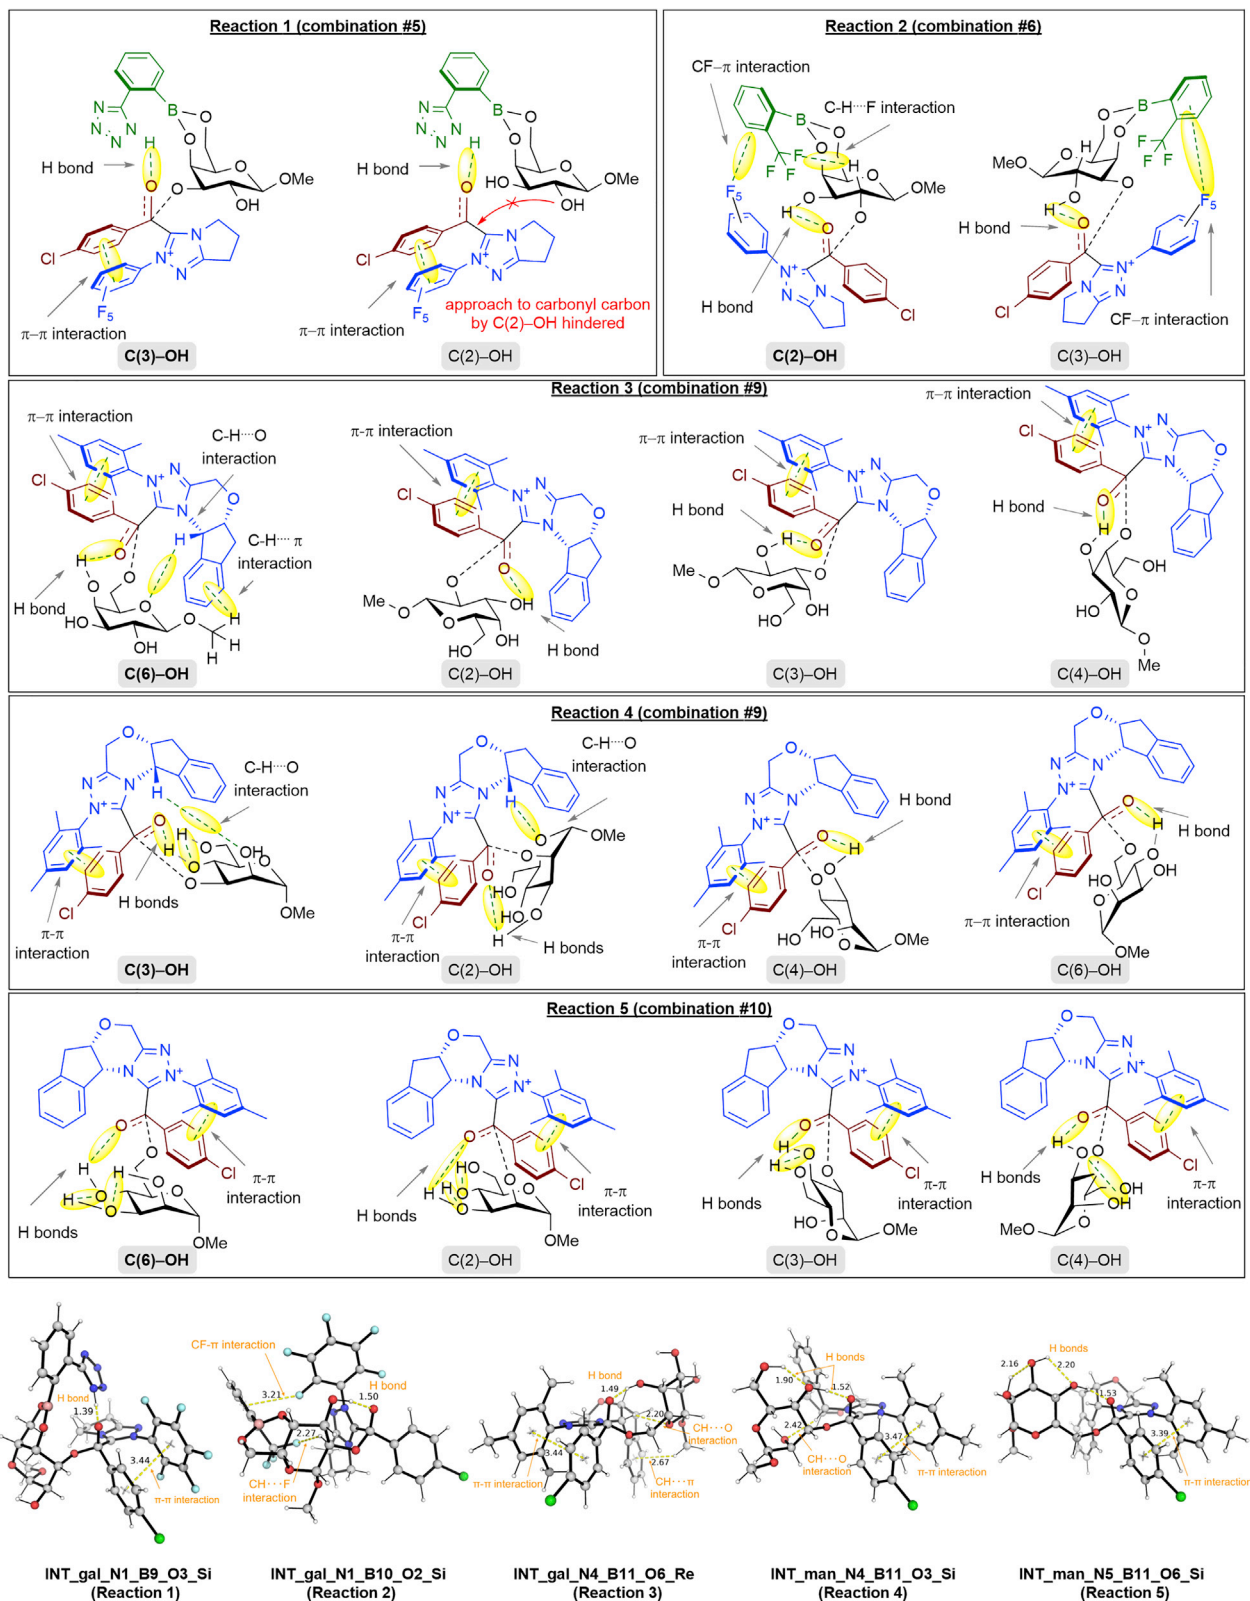 Reaction 1 (combination #5)
N
N
N
N
H
B
O
O
O
O
OMe
OH
H bond
O
Cl
N
N
N+
F5
π–π interaction
C(3)–OH
N
N
N
N
H
B
O
O
O
HO
OMe
OH
H bond
O
Cl
N
N
N+
F5
π–π interaction
approach to carbonyl carbon
by C(2)–OH hindered
C(2)–OH
Reaction 2 (combination #6)
CF–π interaction
C-H····F interaction
B
O
O
F
F
F
H
O
OMe
O
H
O
O
F5
N+
N
N
Cl
H bond
C(2)–OH
B
O
O
F
F
F
MeO
O
H
O
O
H
H bond
O
F5
N+
N
N
Cl
CF–π interaction
C(3)–OH
Reaction 3 (combination #9)
π–π interaction
C-H····O
interaction
Cl
N+
N
N
O
H
O
H
O
O
O
C-H···· π
interaction
H bond
HO
OH
O
H
H
H
C(6)–OH
π-π interaction
Cl
N+
N
N
O
O
O
Me
O
O
OH
HO
OH
H bond
C(2)–OH
π–π interaction
Cl
N+
N
N
O
H bond
O
H
O
Me
O
O
O
HO
OH
C(3)–OH
π–π interaction
Cl
N+
N
N
O
O
H bond
H
O
O
OH
HO
O
O
Me
C(4)–OH
Reaction 4 (combination #9)
O
N
N
N+
H
C-H····O
interaction
O
H
H
O
O
OH
O
O
OMe
H bonds
Cl
π-π
interaction
C(3)–OH
O
N
N
N+
H
C-H····O
interaction
O
OMe
O
O
HO
HO
O
H
H bonds
Cl
π-π
interaction
C(2)–OH
O
N
N
N+
O
H
H bond
O
O
HO
HO
O
OMe
Cl
π-π
interaction
C(4)–OH
O
N
N
N+
O
H
H bond
O
O
OH
HO
O
OMe
Cl
π–π interaction
C(6)–OH
Reaction 5 (combination #10)
O
N
N
N+
O
O
H
H
H
O
O
OH
O
OMe
Cl
π-π
interaction
H bonds
C(6)–OH
O
N
N
N+
O
HO
H
H
O
O
O
O
OMe
Cl
π-π
interaction
H bonds
C(2)–OH
O
N
N
N+
O
H
H
O
O
O
O
HO
OMe
Cl
π-π
interaction
H bonds
C(3)–OH
O
N
N
N+
O
H
O
O
OH
OH
O
MeO
Cl
π-π
interaction
H bonds
C(4)–OH
H bond
1.39
3.44
π-π interaction
INT_gal_N1_B9_O3_Si
(Reaction 1)
CF-π interaction
3.21
H bond
1.50
2.27
CH····F
interaction
INT_gal_N1_B10_O2_Si
(Reaction 2)
H bond
1.49
2.20
CH····O
interaction
3.44
2.67
π-π interaction
CH····π
interaction
INT_gal_N4_B11_O6_Re
(Reaction 3)
H bonds
1.90
1.52
2.42
3.47
CH····O
interaction
π-π interaction
INT_man_N4_B11_O3_Si
(Reaction 4)
H bonds
2.16
2.20
1.53
3.39
π-π interaction
INT_man_N5_B11_O6_Si
(Reaction 5)